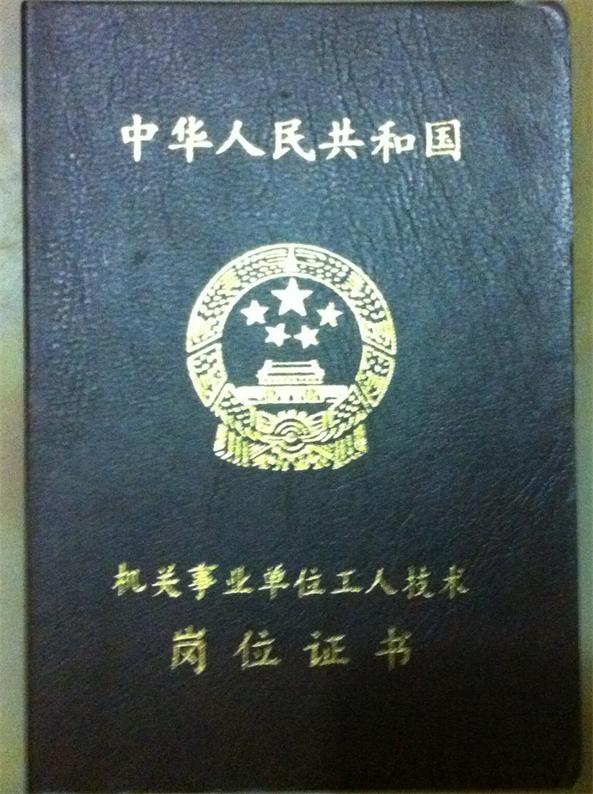 中华人民共和国
机关事业单位工人技术
岗位证书